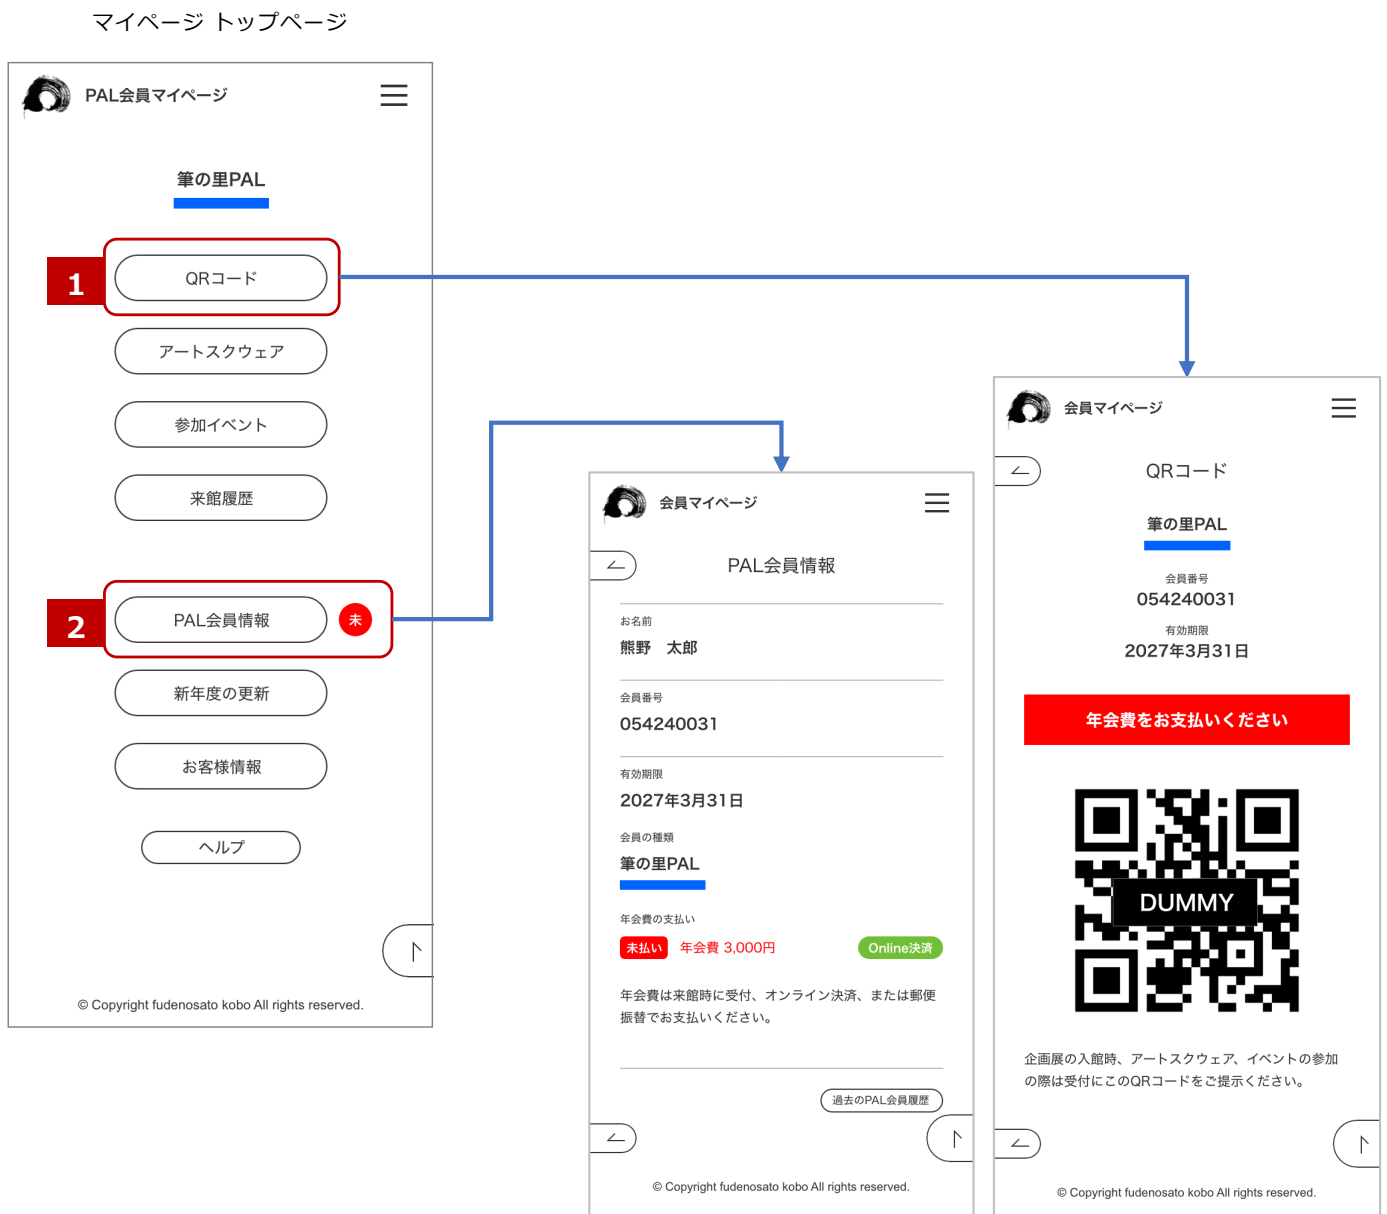 マイページ トップページ
PAL会員マイページ
筆の里PAL
1
QRコード
アートスクウェア
参加イベント
来館履歴
2
PAL会員情報
未
新年度の更新
お客様情報
ヘルプ
© Copyright fudenosato kobo All rights reserved.
会員マイページ
PAL会員情報
お名前
熊野　太郎
会員番号
054240031
有効期限
2027年3月31日
会員の種類
筆の里PAL
年会費の支払い
未払い 年会費 3,000円 Online決済
年会費は来館時に受付、オンライン決済、または郵便
振替でお支払いください。
過去のPAL会員履歴
© Copyright fudenosato kobo All rights reserved.
会員マイページ
QRコード
筆の里PAL
会員番号
054240031
有効期限
2027年3月31日
年会費をお支払いください
DUMMY
企画展の入館時、アートスクウェア、イベントの参加
の際は受付にこのQRコードをご提示ください。
© Copyright fudenosato kobo All rights reserved.